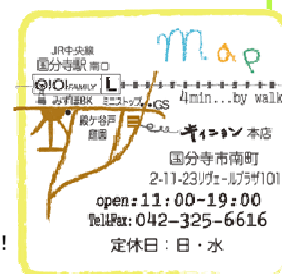 Map
JR中央線
国分寺駅 南口
OIOI FAMILY L
みずほBK ミニストップ GS
4min...by walk
殿ヶ谷戸
庭園
本店
国分寺市南町
2-11-23リヴェールプラザ101
open:11:00-19:00
Tel&Fax:042-325-6616
定休日:日・水
!